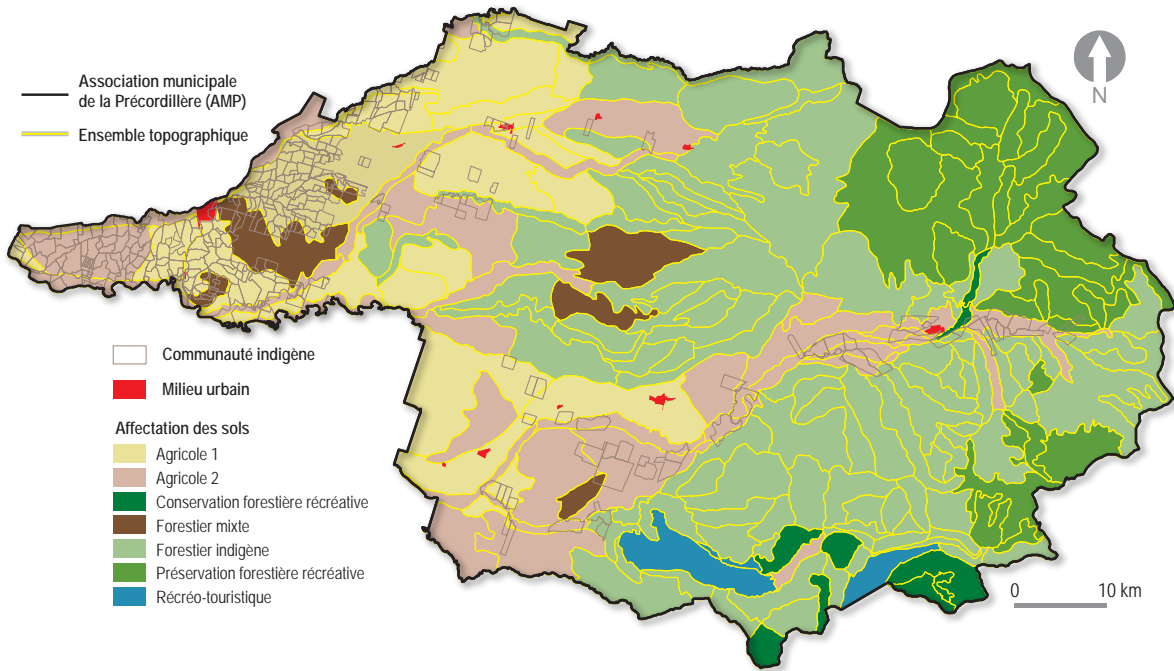 Association municipale
de la Précordillère (AMP)
Ensemble topographique
N
Communauté indigène
Milieu urbain
Affectation des sols
Agricole 1
Agricole 2
Conservation forestière récréative
Forestier mixte
Forestier indigène
Préservation forestière récréative
Récréo-touristique
0 10 km